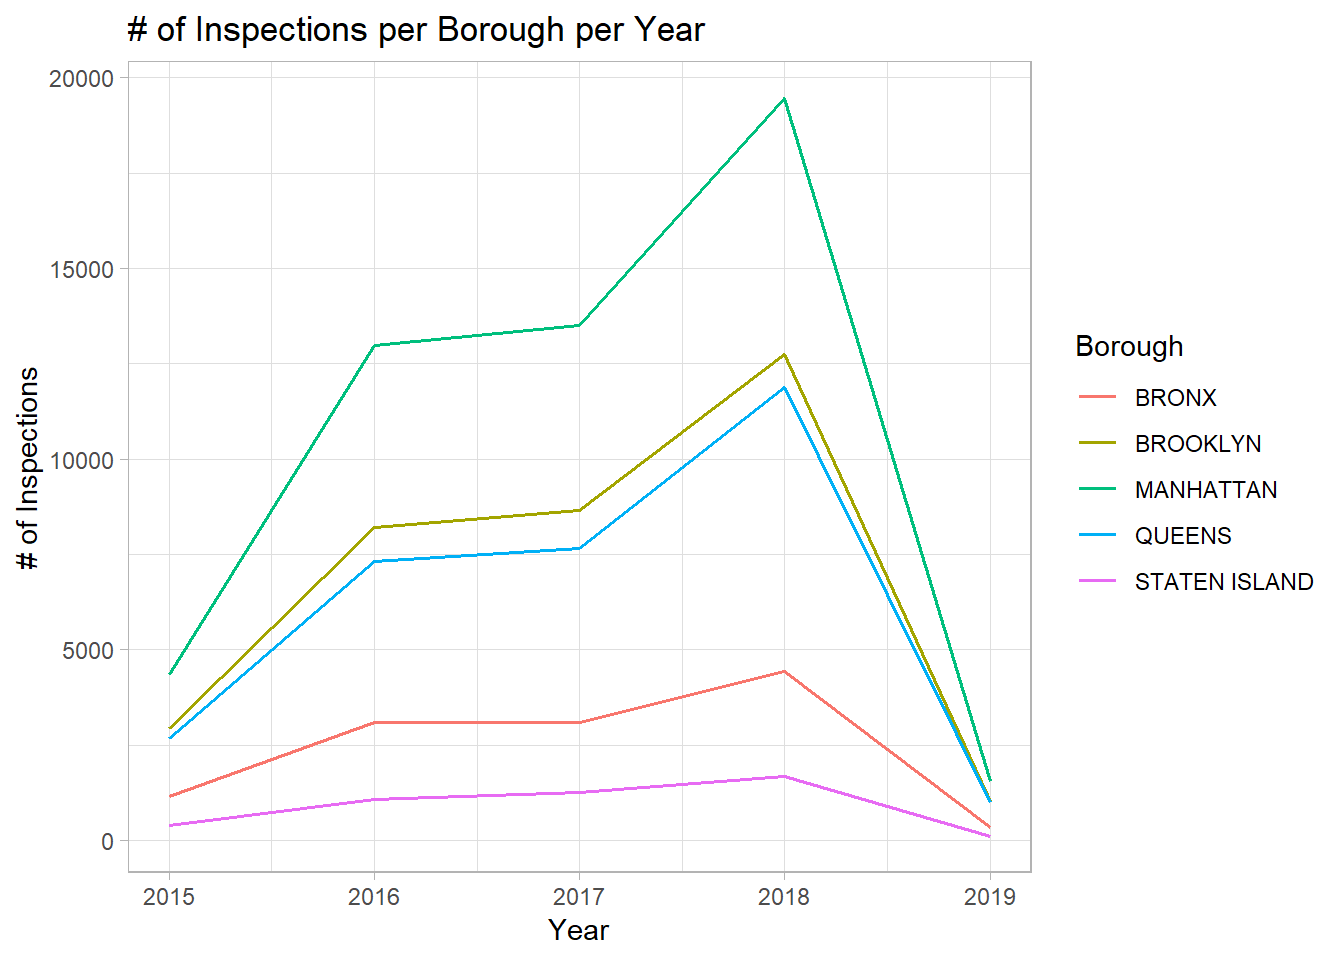 # of Inspections per Borough per Year
20000
15000
10000
5000
0
# of Inspections
2015 2016 2017 2018 2019
Year
Borough
BRONX
BROOKLYN
MANHATTAN
QUEENS
STATEN ISLAND